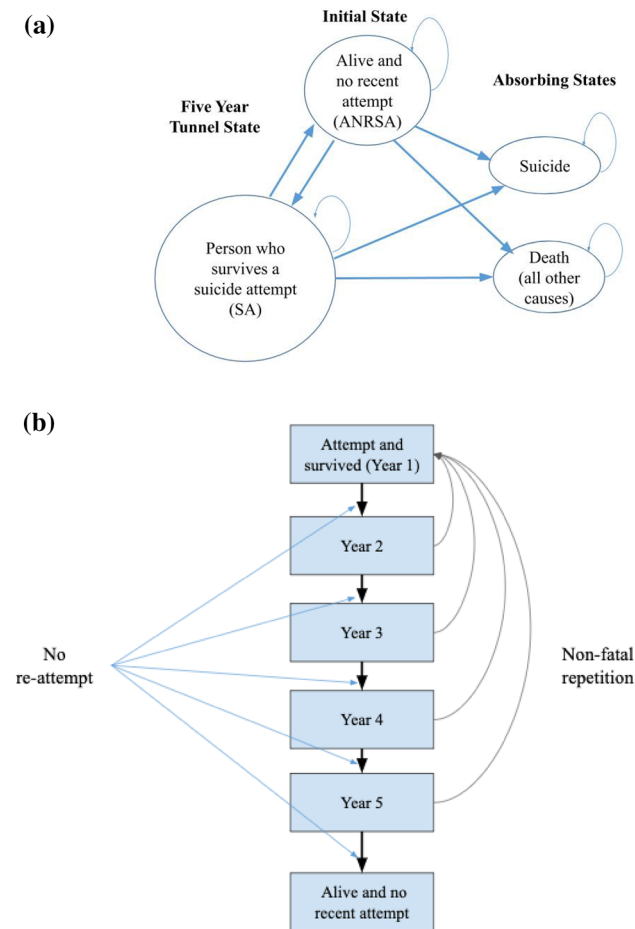 (a)
Initial State
Alive and
no recent
attempt
(ANRSA)
Absorbing States
Five Year
Tunnel State
Suicide
Person who
survives a
suicide attempt
(SA)
Death
(all other
causes)
(b)
Attempt and
survived (Year 1)
Year 2
Year 3
No
re-attempt
Non-fatal
repetition
Year 4
Year 5
Alive and no
recent attempt